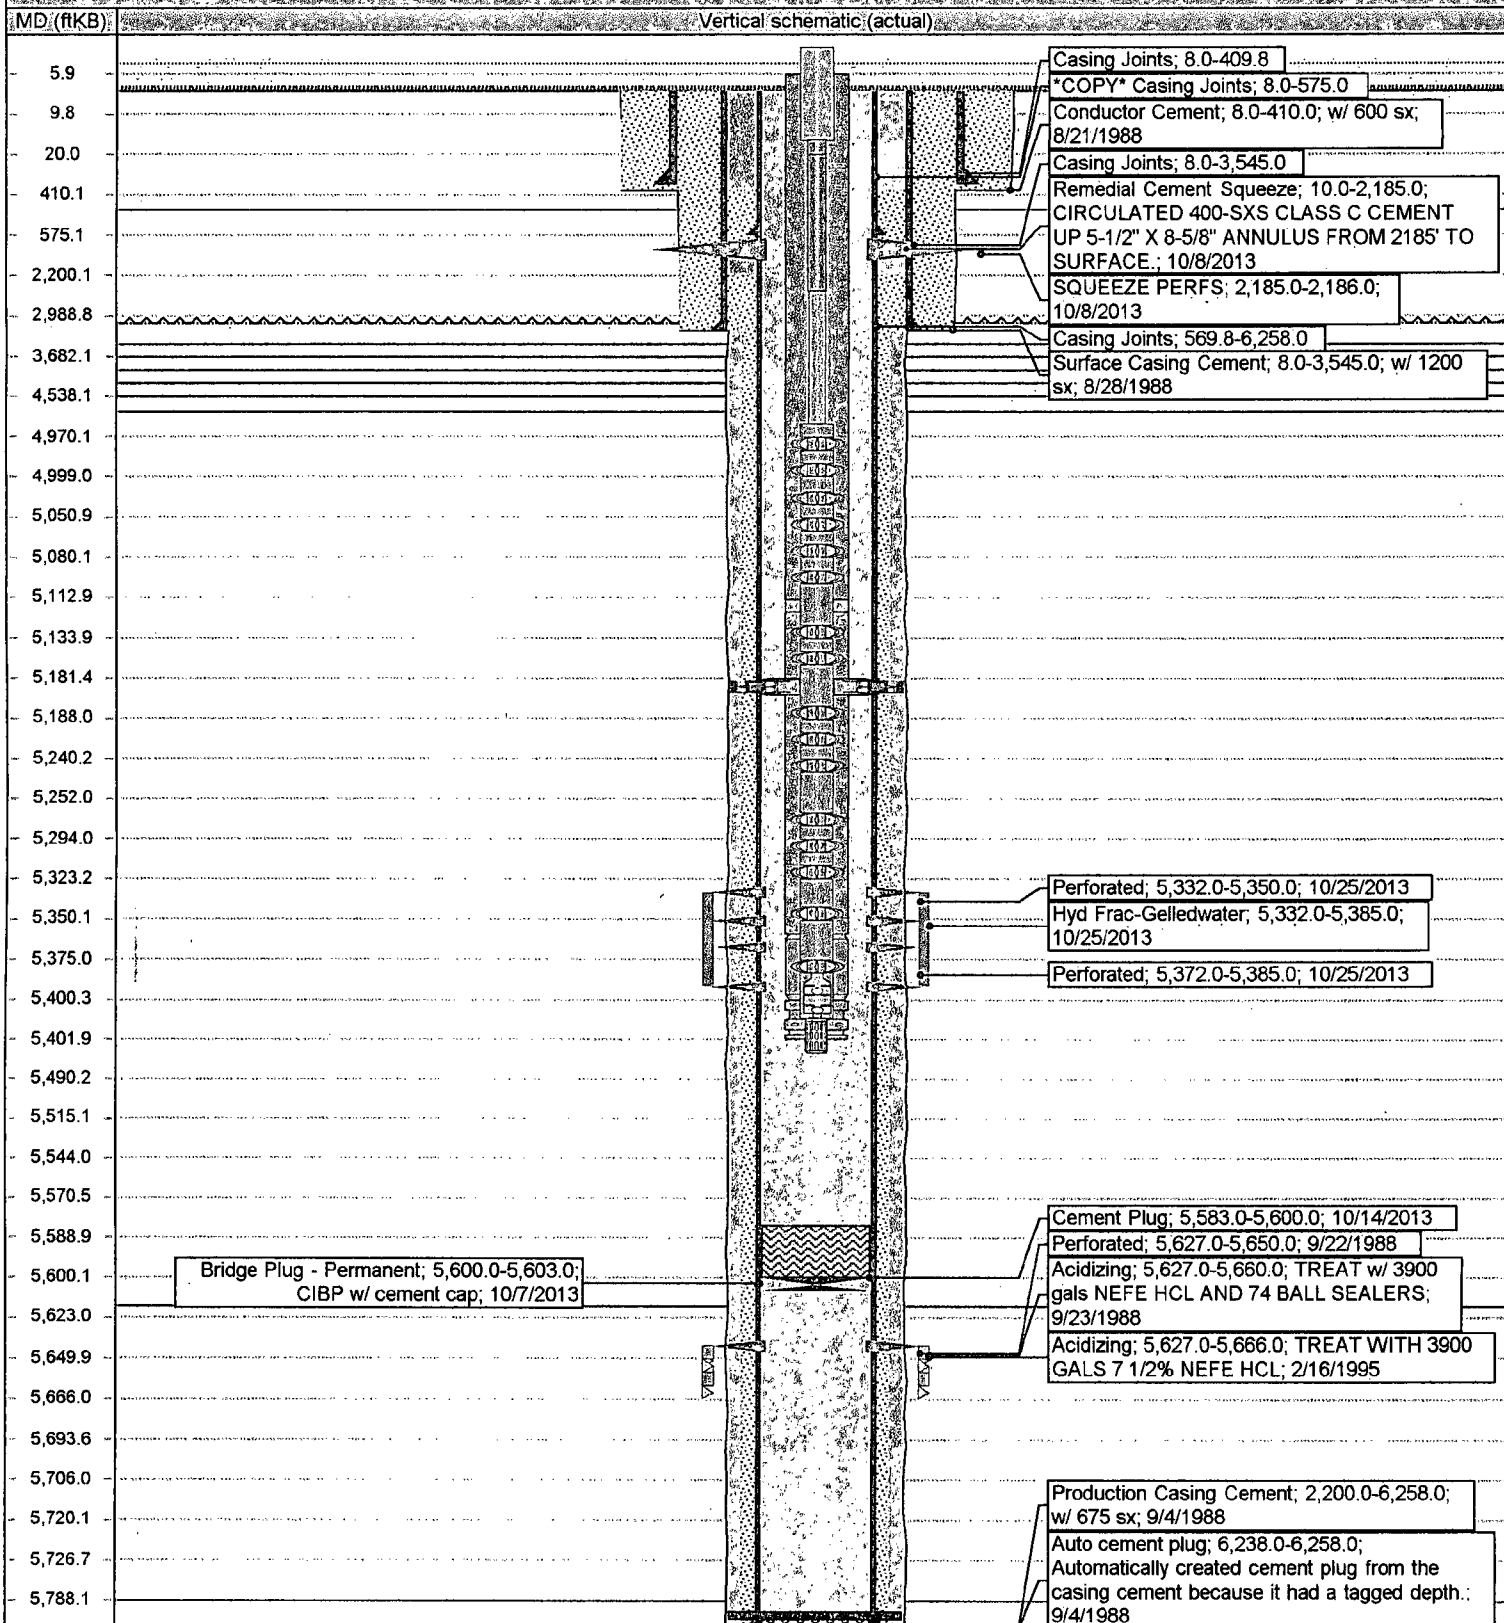 MD (ftKB)
Vertical schematic (actual)
5.9
9.8
20.0
410.1
575.1
2,200.1
2,988.8
3,682.1
4,538.1
4,970.1
4,999.0
5,050.9
5,080.1
5,112.9
5,133.9
5,181.4
5,188.0
5,240.2
5,252.0
5,294.0
5,323.2
5,350.1
5,375.0
5,400.3
5,401.9
5,490.2
5,515.1
5,544.0
5,570.5
5,588.9
5,600.1
5,623.0
5,649.9
5,666.0
5,693.6
5,706.0
5,720.1
5,726.7
5,788.1
Casing Joints; 8.0-409.8
*COPY* Casing Joints; 8.0-575.0
Conductor Cement; 8.0-410.0; w/ 600 sx;
8/21/1988
Casing Joints; 8.0-3,545.0
Remedial Cement Squeeze; 10.0-2,185.0;
CIRCULATED 400-SXS CLASS C CEMENT
UP 5-1/2" X 8-5/8" ANNULUS FROM 2185' TO
SURFACE.; 10/8/2013
SQUEEZE PERFS; 2,185.0-2,186.0;
10/8/2013
Casing Joints; 569.8-6,258.0
Surface Casing Cement; 8.0-3,545.0; w/ 1200
sx; 8/28/1988
Perforated; 5,332.0-5,350.0; 10/25/2013
Hyd Frac-Gelledwater; 5,332.0-5,385.0;
10/25/2013
Perforated; 5,372.0-5,385.0; 10/25/2013
Bridge Plug - Permanent; 5,600.0-5,603.0;
CIBP w/ cement cap; 10/7/2013
Cement Plug; 5,583.0-5,600.0; 10/14/2013
Perforated; 5,627.0-5,650.0; 9/22/1988
Acidizing; 5,627.0-5,660.0; TREAT w/ 3900
gals NEFE HCL AND 74 BALL SEALERS;
9/23/1988
Acidizing; 5,627.0-5,666.0; TREAT WITH 3900
GALS 7 1/2% NEFE HCL; 2/16/1995
Production Casing Cement; 2,200.0-6,258.0;
w/ 675 sx; 9/4/1988
Auto cement plug; 6,238.0-6,258.0;
Automatically created cement plug from the
casing cement because it had a tagged depth.;
9/4/1988